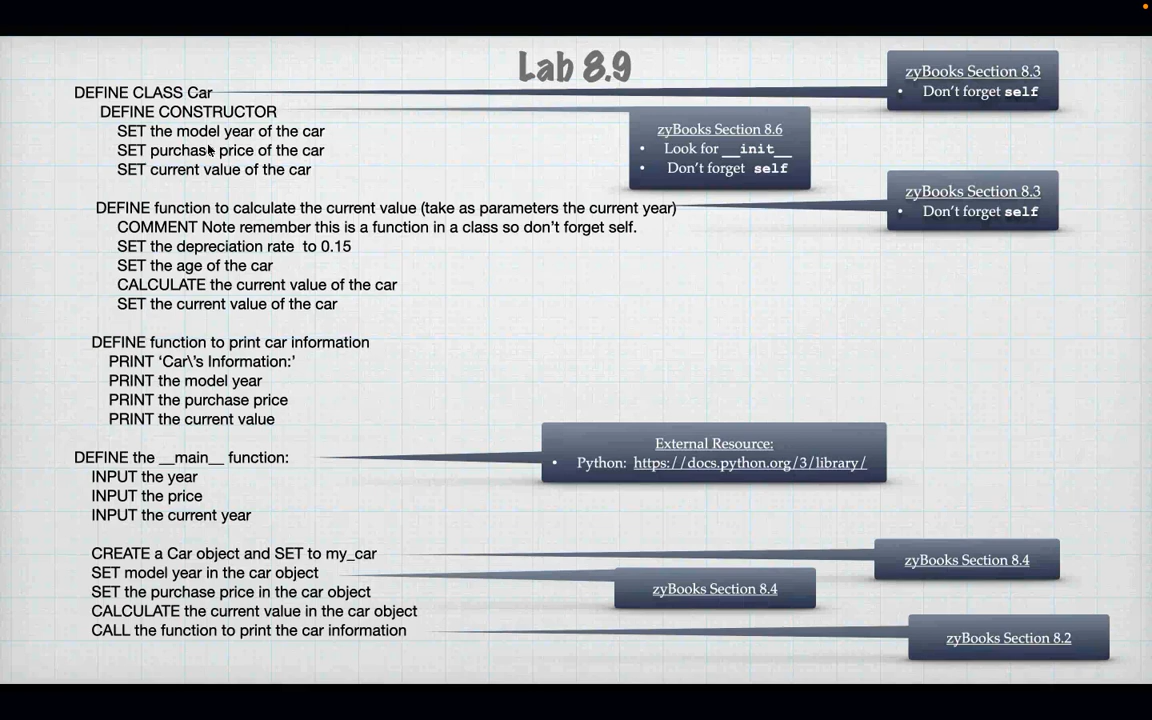 Lab 8.9
DEFINE CLASS Car
DEFINE CONSTRUCTOR
SET the model year of the car
SET purchase price of the car
SET current value of the car
DEFINE function to calculate the current value (take as parameters the current year)
COMMENT Note remember this is a function in a class so don’t forget self.
SET the depreciation rate  to 0.15
SET the age of the car
CALCULATE the current value of the car
SET the current value of the car
DEFINE function to print car information
PRINT ‘Car\’s Information:’
PRINT the model year
PRINT the purchase price
PRINT the current value
DEFINE the __main__ function:
INPUT the year
INPUT the price
INPUT the current year
CREATE a Car object and SET to my_car
SET model year in the car object
SET the purchase price in the car object
CALCULATE the current value in the car object
CALL the function to print the car information
zyBooks Section 8.3
• Don’t forget self
zyBooks Section 8.6
• Look for __init__
• Don’t forget self
zyBooks Section 8.3
• Don’t forget self
External Resource:
• Python: https://docs.python.org/3/library/
zyBooks Section 8.4
zyBooks Section 8.4
zyBooks Section 8.2